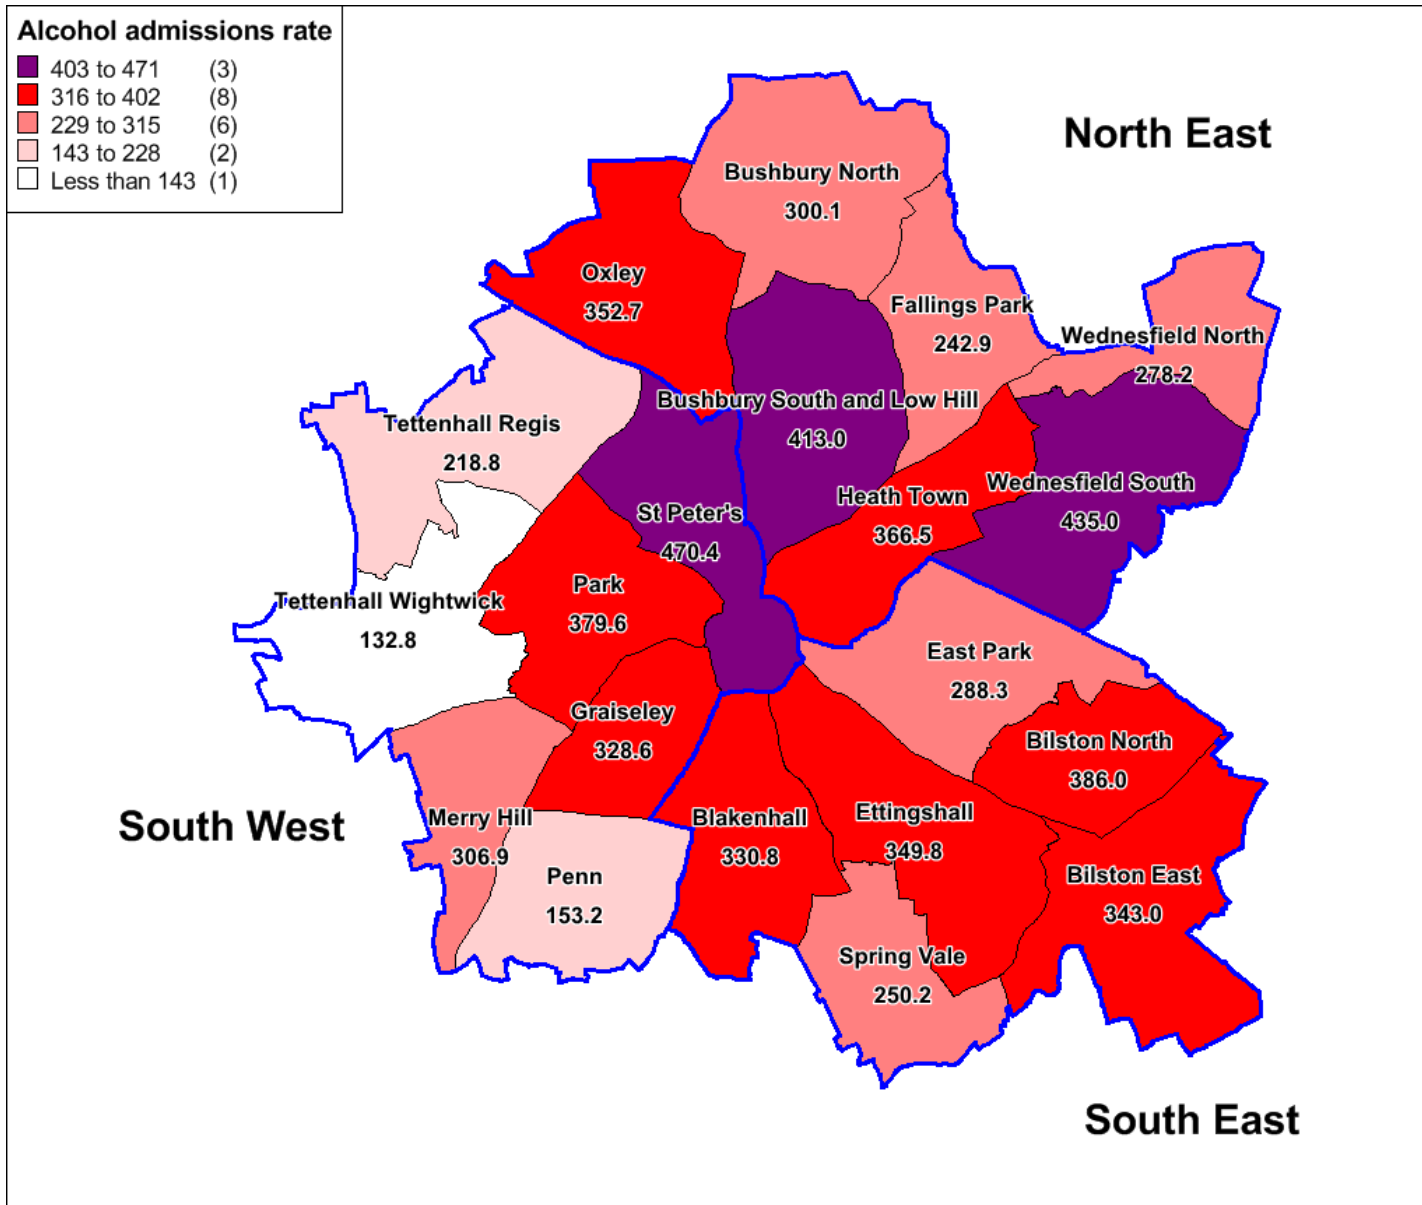 Alcohol admissions rate
403 to 471 (3)
316 to 402 (8)
229 to 315 (6)
143 to 228 (2)
Less than 143 (1)
North East
Bushbury North
300.1
Oxley
352.7
Fallings Park
242.9
Wednesfield North
278.2
Bushbury South and Low Hill
413.0
Tettenhall Regis
218.8
Wednesfield South
435.0
Heath Town
366.5
St Peter's
470.4
Park
379.6
Tettenhall Wightwick
132.8
East Park
288.3
Graiseley
328.6
Bilston North
386.0
South West
Merry Hill
306.9
Blakenhall
330.8
Ettingshall
349.8
Penn
153.2
Bilston East
343.0
Spring Vale
250.2
South East